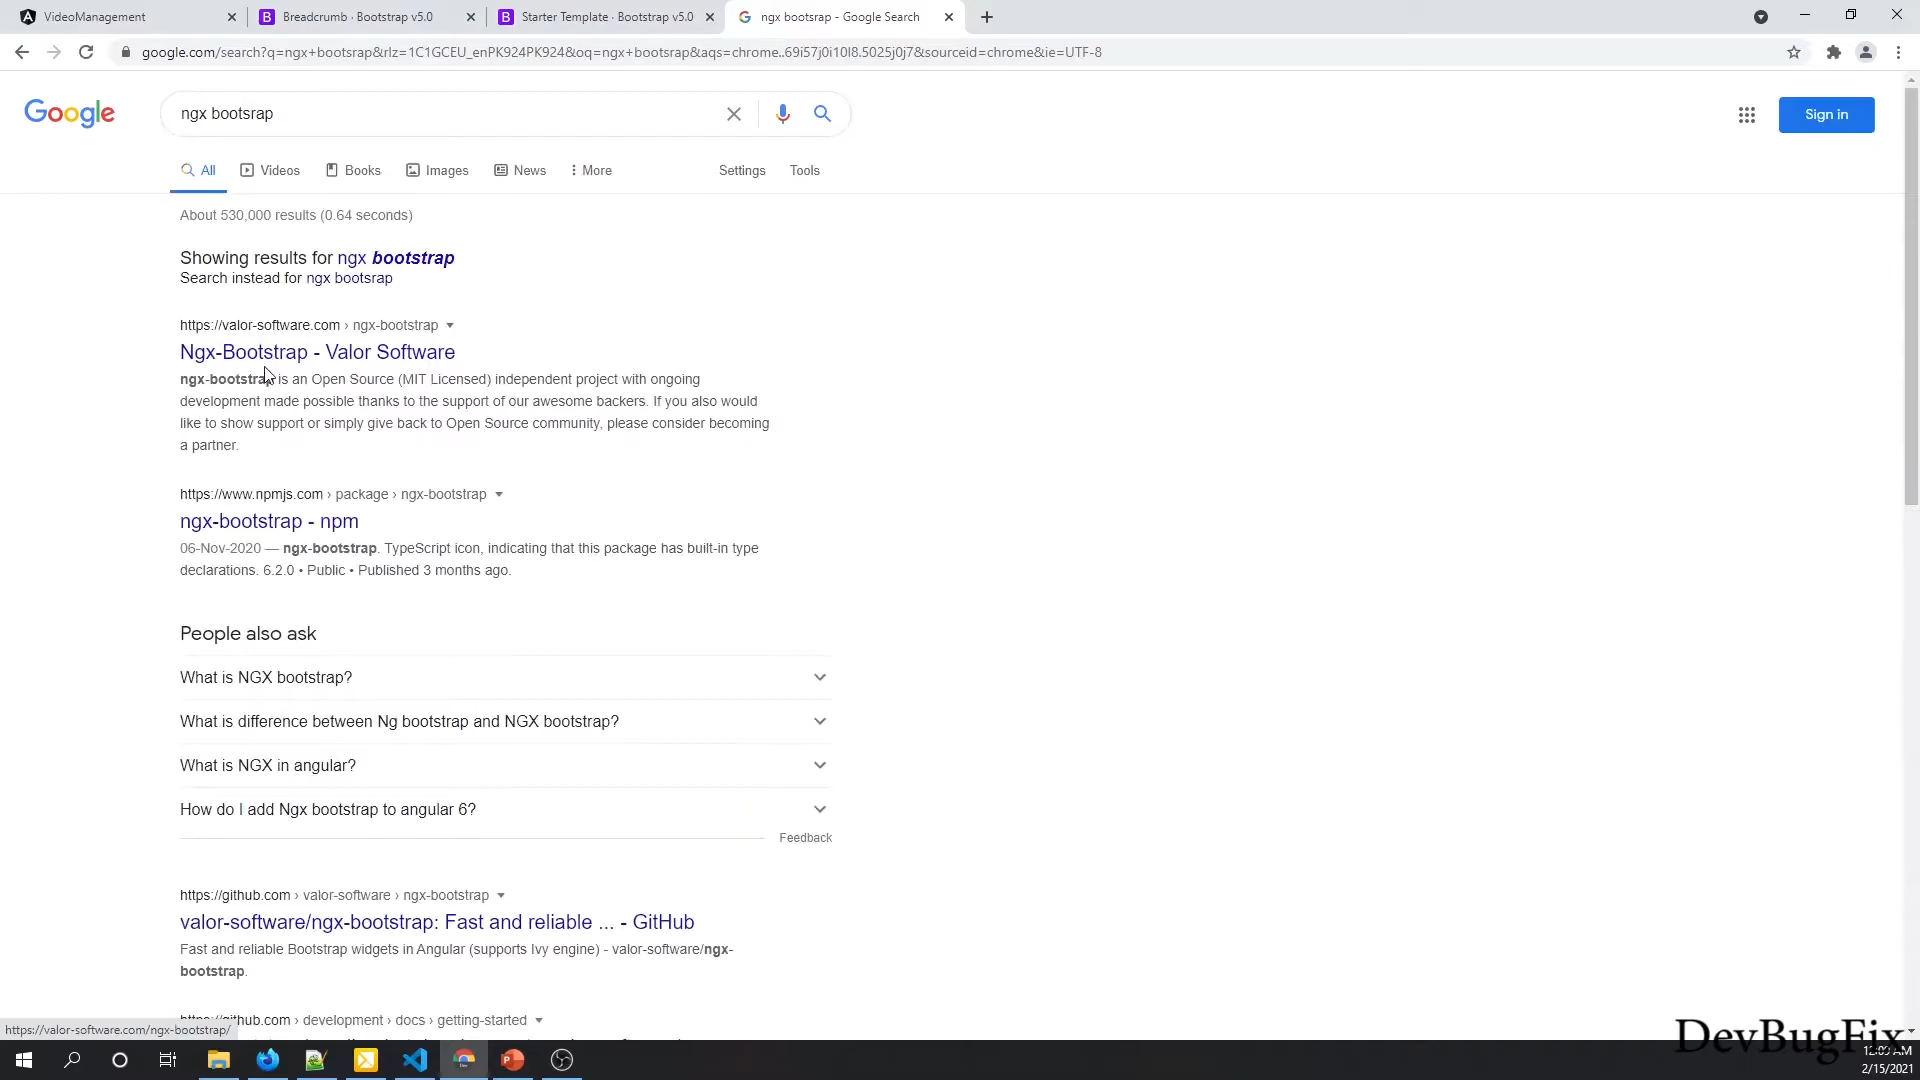 VideoManagement
Breadcrumb · Bootstrap v5.0
Starter Template · Bootstrap v5.0
ngx bootsrap - Google Search
google.com/search?q=ngx+bootsrap&rlz=1C1GCEU_enPK924PK924&oq=ngx+bootsrap&aqs=chrome..69i57j0i10l8.5025j0j7&sourceid=chrome&ie=UTF-8
Google
ngx bootsrap
Sign in
All
Videos
Books
Images
News
More
Settings
Tools
About 530,000 results (0.64 seconds)
Showing results for ngx bootstrap
Search instead for ngx bootsrap
https://valor-software.com › ngx-bootstrap
Ngx-Bootstrap - Valor Software
ngx-bootstrap is an Open Source (MIT Licensed) independent project with ongoing
development made possible thanks to the support of our awesome backers. If you also would
like to show support or simply give back to Open Source community, please consider becoming
a partner.
https://www.npmjs.com › package › ngx-bootstrap
ngx-bootstrap - npm
06-Nov-2020 — ngx-bootstrap. TypeScript icon, indicating that this package has built-in type
declarations. 6.2.0 • Public • Published 3 months ago.
People also ask
What is NGX bootstrap?
What is difference between Ng bootstrap and NGX bootstrap?
What is NGX in angular?
How do I add Ngx bootstrap to angular 6?
Feedback
https://github.com › valor-software › ngx-bootstrap
valor-software/ngx-bootstrap: Fast and reliable ... - GitHub
Fast and reliable Bootstrap widgets in Angular (supports Ivy engine) - valor-software/ngx-
bootstrap.
https://github.com › development › docs › getting-started
https://valor-software.com/ngx-bootstrap/
DevBugFix
2/15/2021